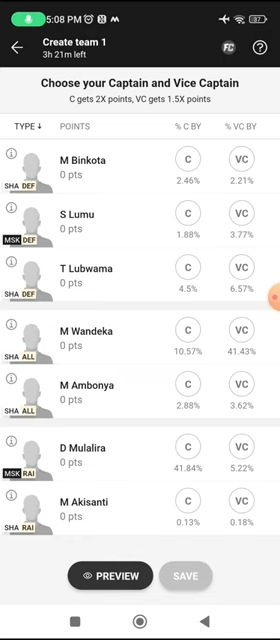 5:08 PM
Create team 1
3h 21m left
FC
Choose your Captain and Vice Captain
C gets 2X points, VC gets 1.5X points
TYPE ↓ POINTS % C BY % VC BY
M Binkota
0 pts
C VC
SHA DEF 2.46% 2.21%
S Lumu
0 pts
C VC
MSK DEF 1.88% 3.77%
T Lubwama
0 pts
C VC
SHA DEF 4.5% 6.57%
M Wandeka
0 pts
C VC
SHA ALL 10.57% 41.43%
M Ambonya
0 pts
C VC
SHA ALL 2.88% 3.62%
D Mulalira
0 pts
C VC
MSK RAI 41.84% 5.22%
M Akisanti
0 pts
C VC
SHA RAI 0.13% 0.18%
PREVIEW SAVE